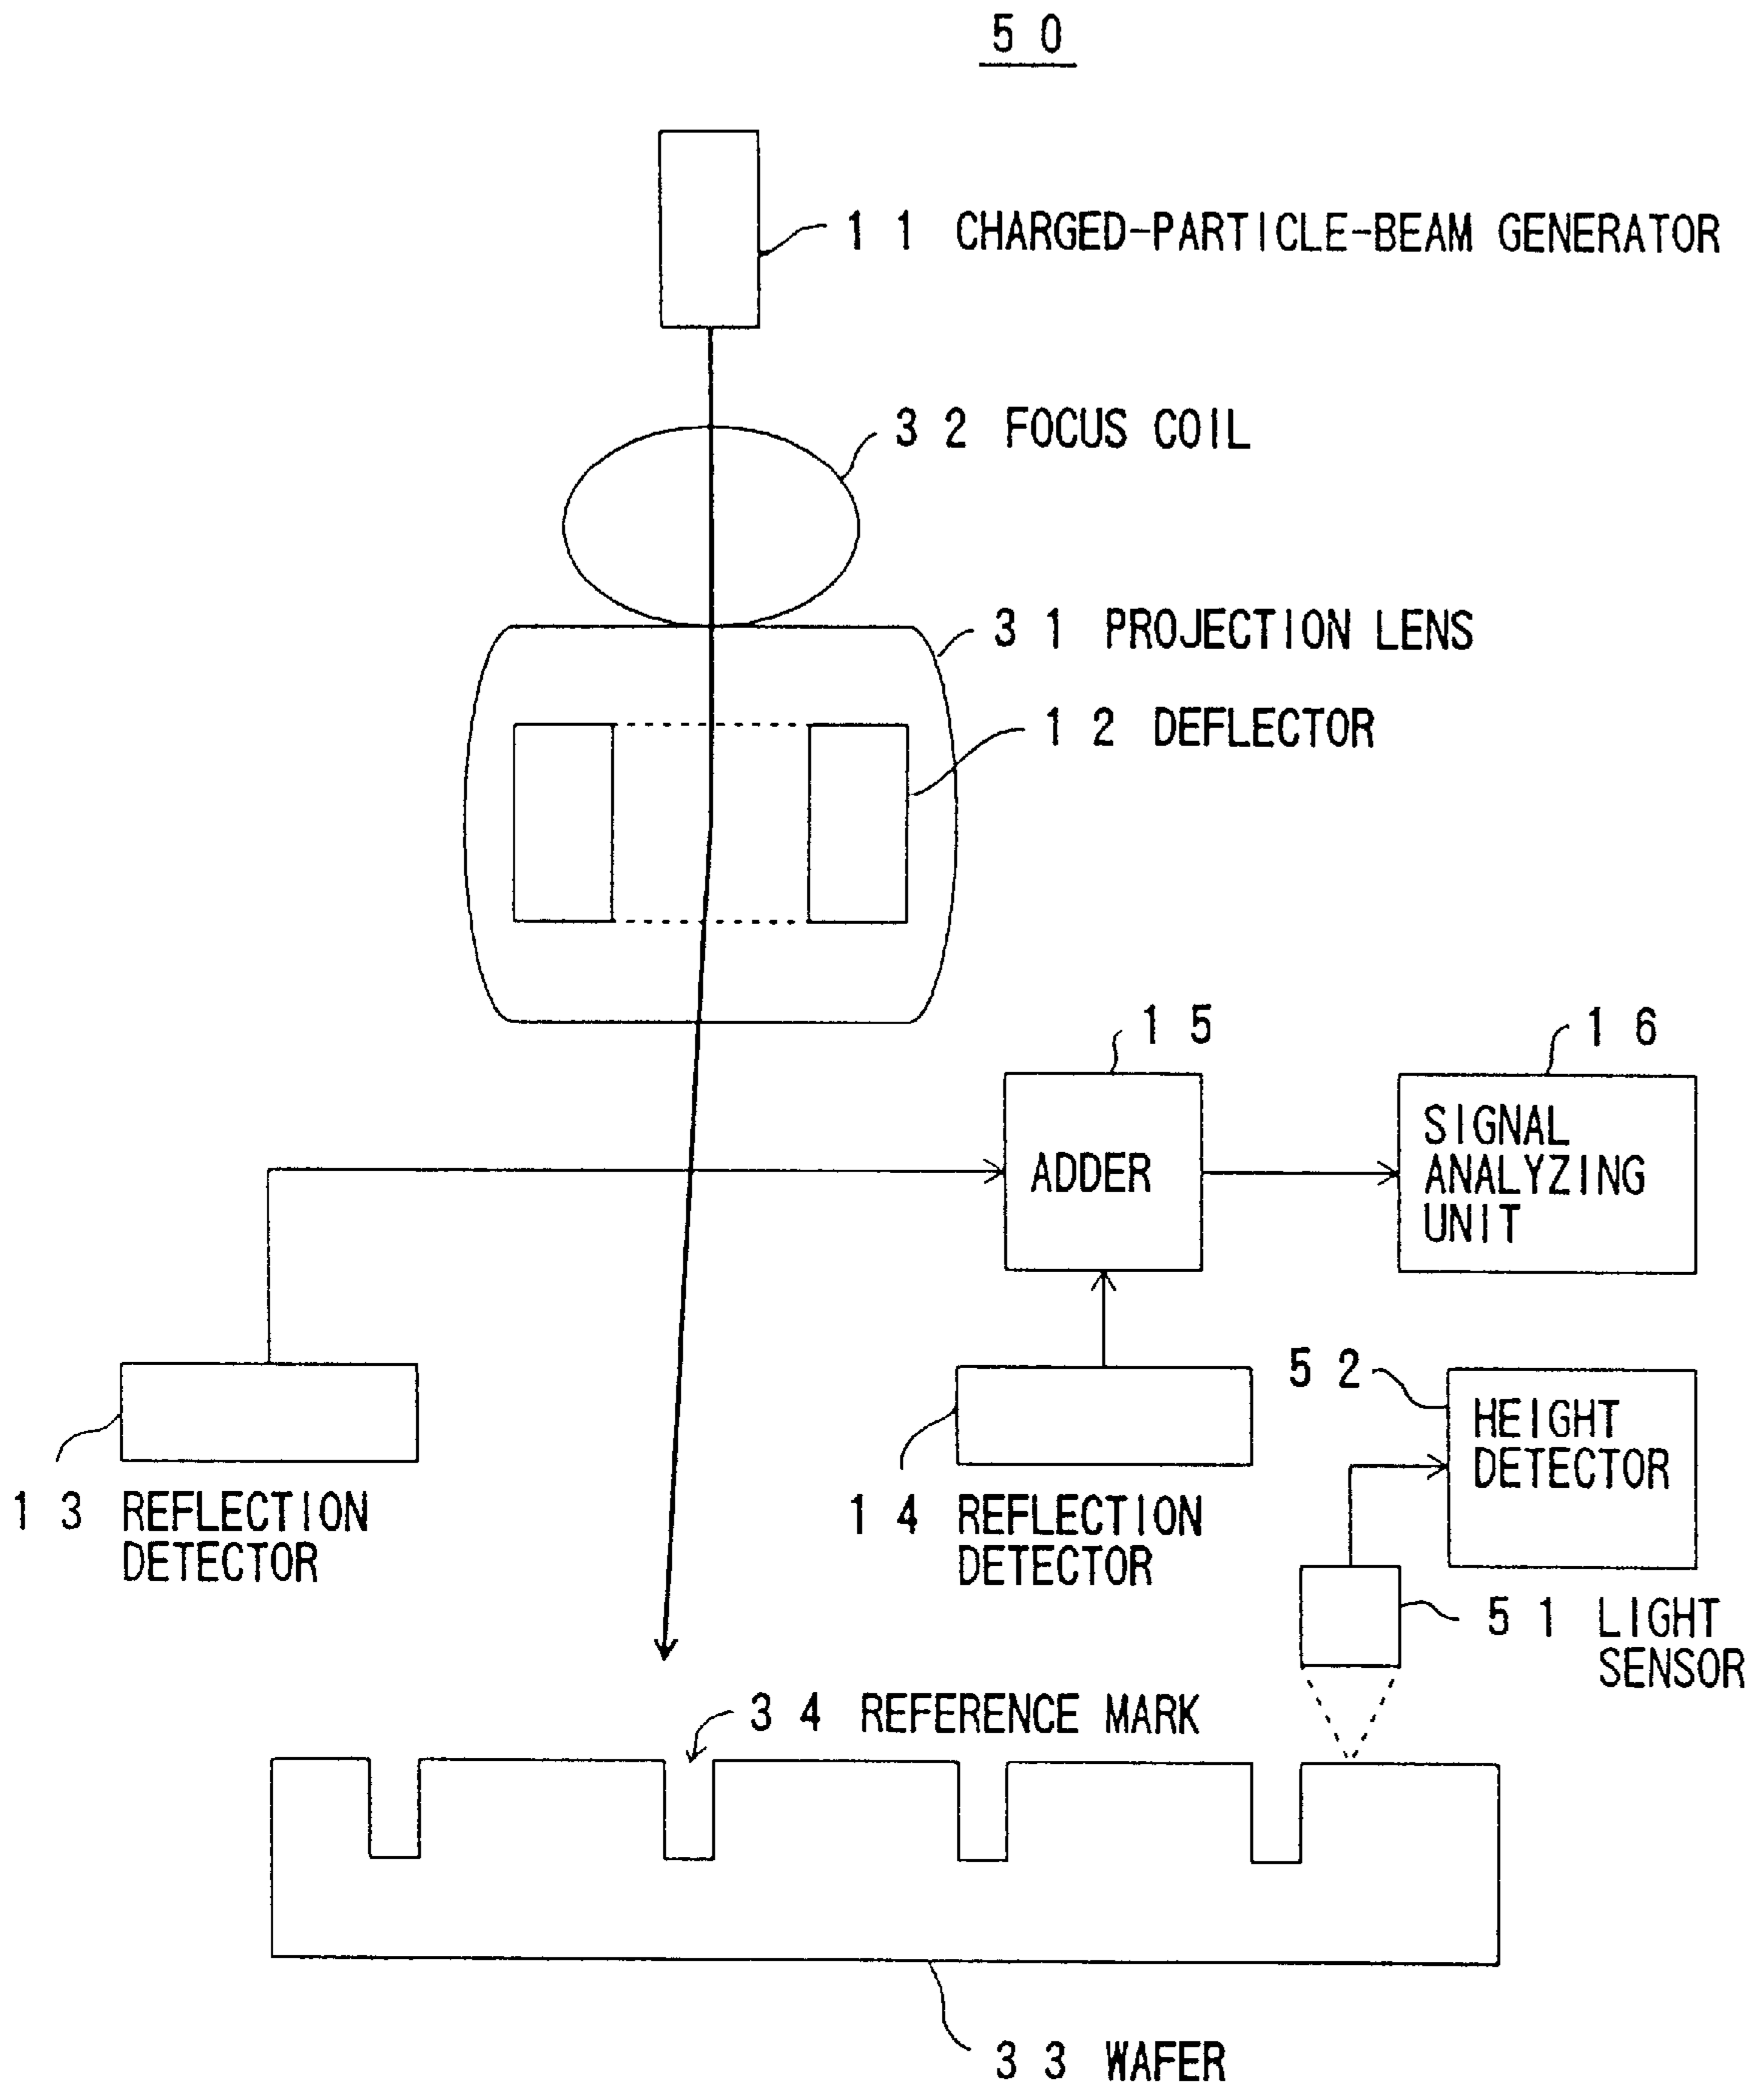 50
11 CHARGED-PARTICLE-BEAM GENERATOR
32 FOCUS COIL
31 PROJECTION LENS
12 DEFLECTOR
15
16
ADDER
SIGNAL
ANALYZING
UNIT
52
HEIGHT
DETECTOR
13 REFLECTION
DETECTOR
14 REFLECTION
DETECTOR
51 LIGHT
SENSOR
34 REFERENCE MARK
33 WAFER